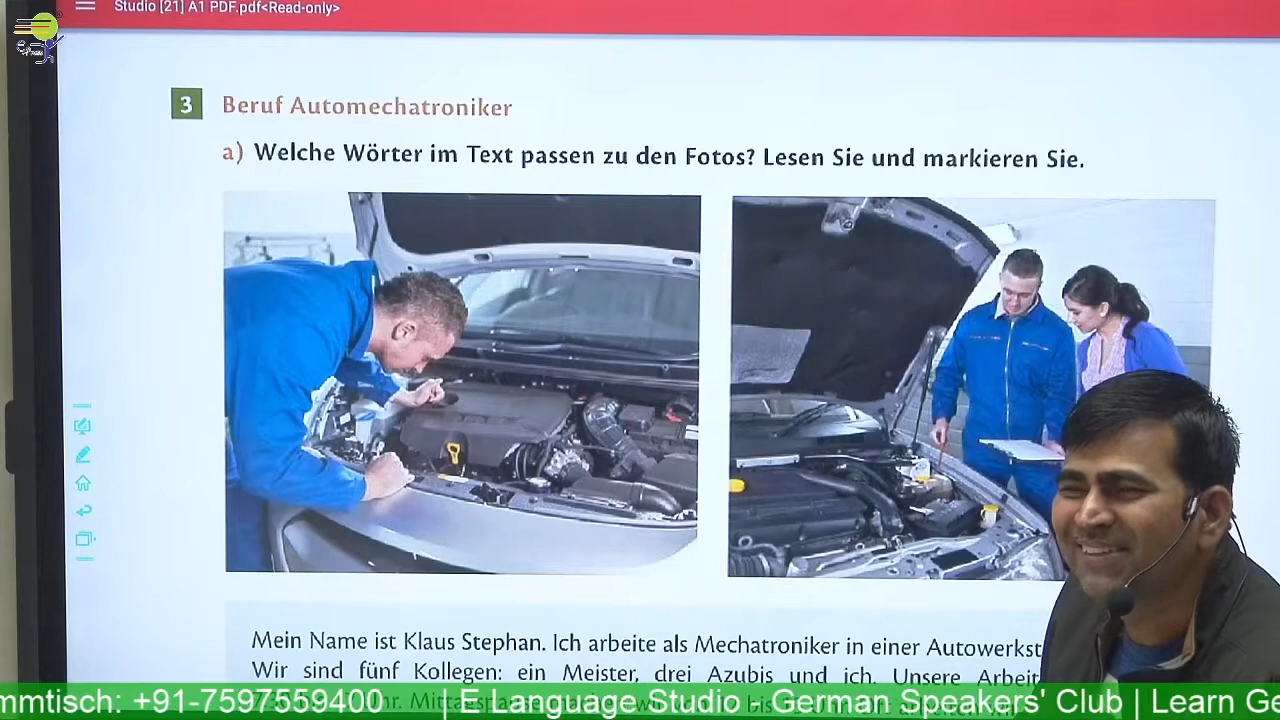 Studio [21] A1 PDF.pdf<Read-only>
3 Beruf Automechatroniker
a) Welche Wörter im Text passen zu den Fotos? Lesen Sie und markieren Sie.
Mein Name ist Klaus Stephan. Ich arbeite als Mechatroniker in einer Autowerkst
Wir sind fünf Kollegen: ein Meister, drei Azubis und ich. Unsere Arbeit
mmtisch: +91-7597559400 | E Language Studio - German Speakers' Club | Learn Ge